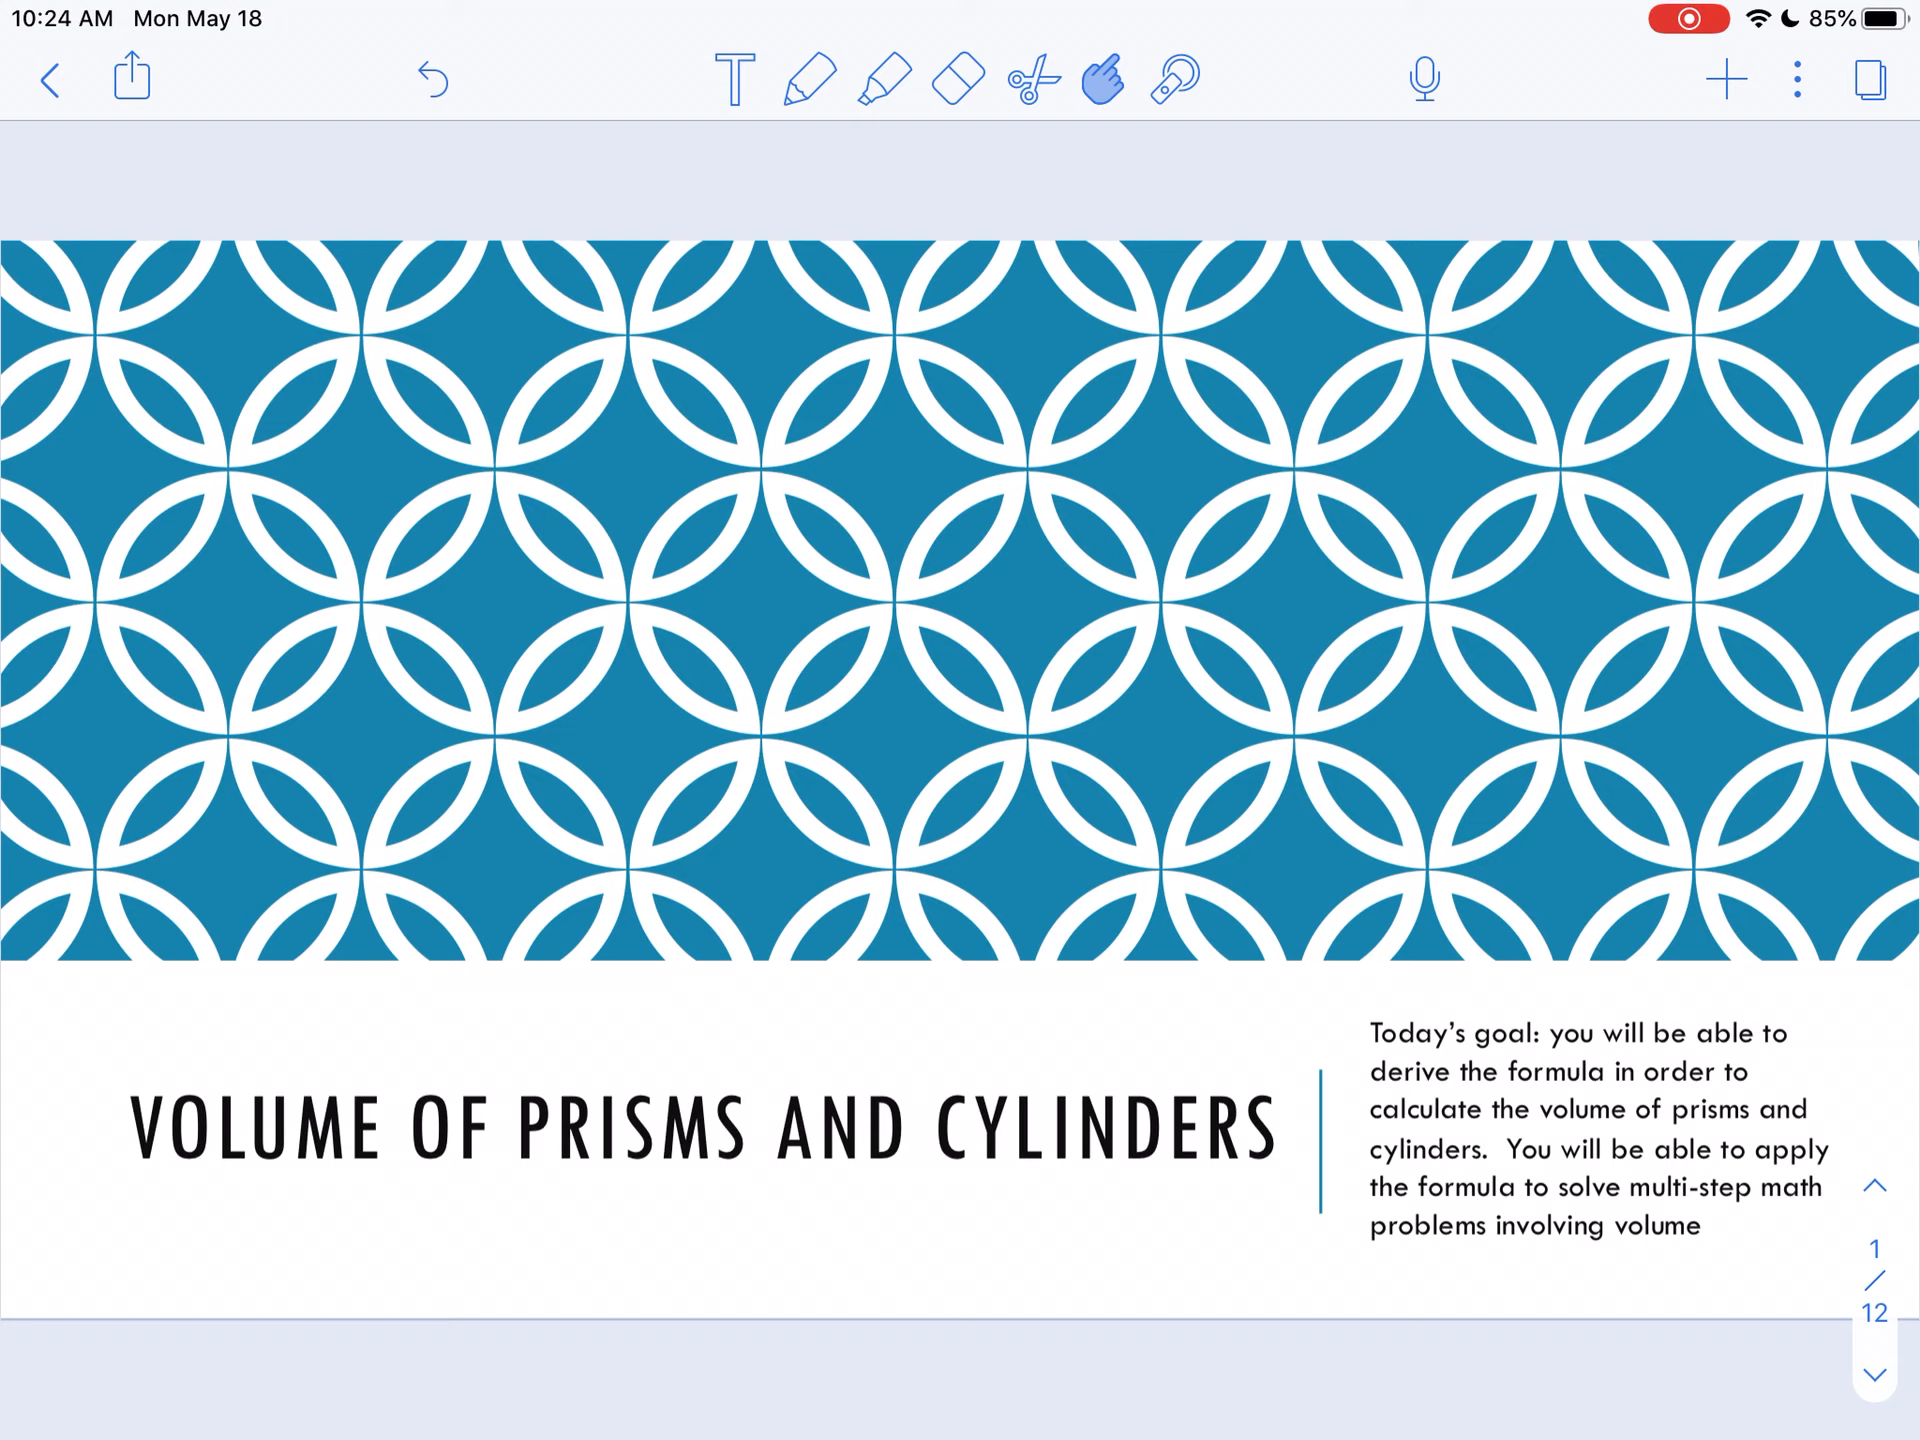 10:24 AM Mon May 18
85%
VOLUME OF PRISMS AND CYLINDERS
Today's goal: you will be able to
derive the formula in order to
calculate the volume of prisms and
cylinders. You will be able to apply
the formula to solve multi-step math
problems involving volume
1
/
12